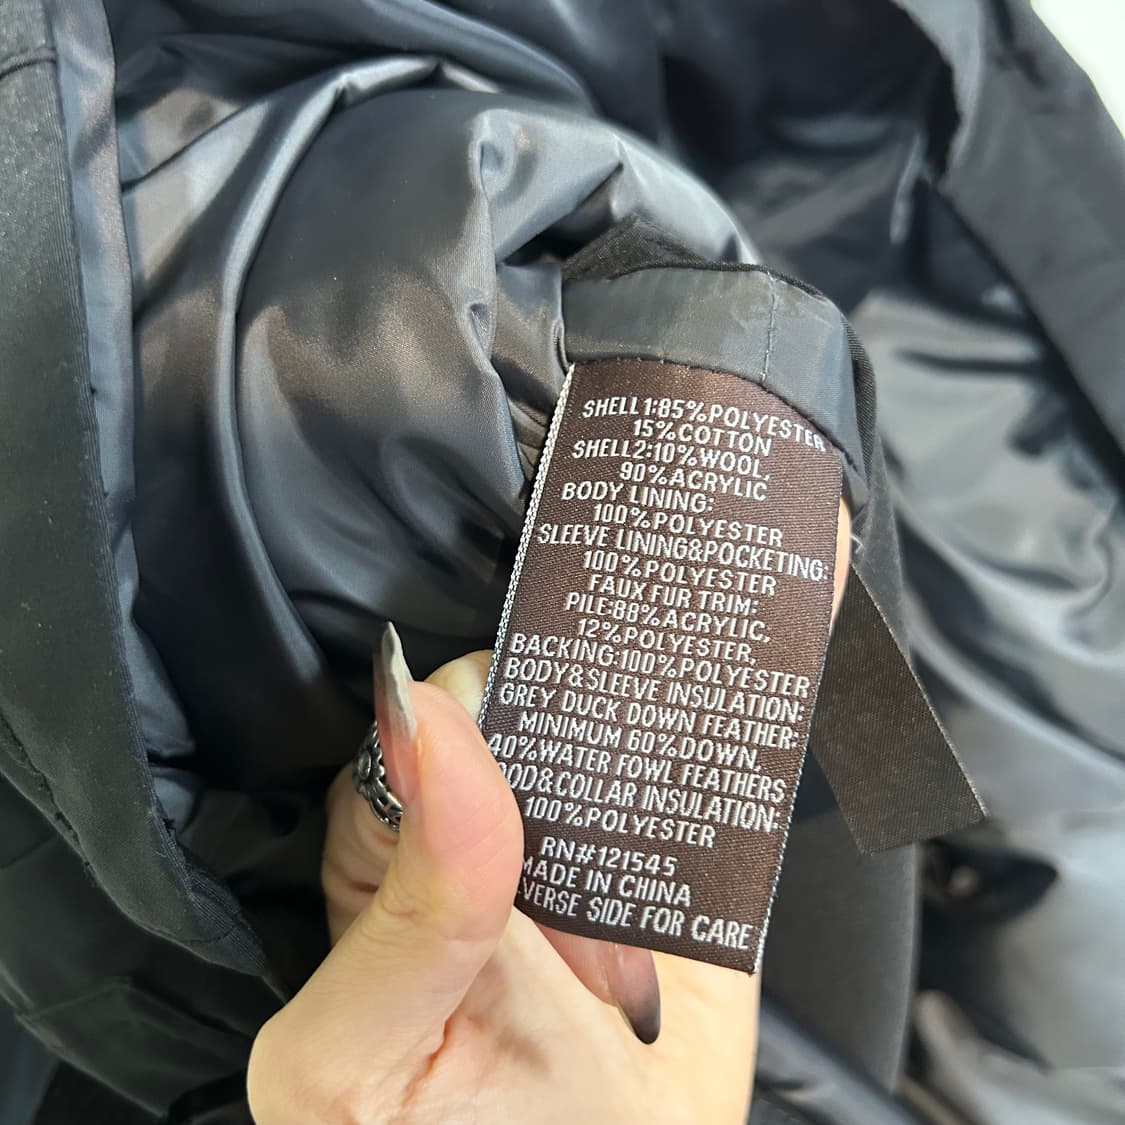 SHELL 1:85%POLYESTER
15%COTTON
SHELL2:10%WOOL,
90%ACRYLIC
BODY LINING:
100%POLYESTER
SLEEVE LINING&POCKETING:
100%POLYESTER
FAUX FUR TRIM:
PILE:88%ACRYLIC,
12%POLYESTER,
BACKING:100%POLYESTER
BODY&SLEEVE INSULATION:
GREY DUCK DOWN FEATHER:
MINIMUM 60%DOWN,
40%WATER FOWL FEATHERS
OOD&COLLAR INSULATION:
100%POLYESTER
RN#121545
MADE IN CHINA
VERSE SIDE FOR CARE